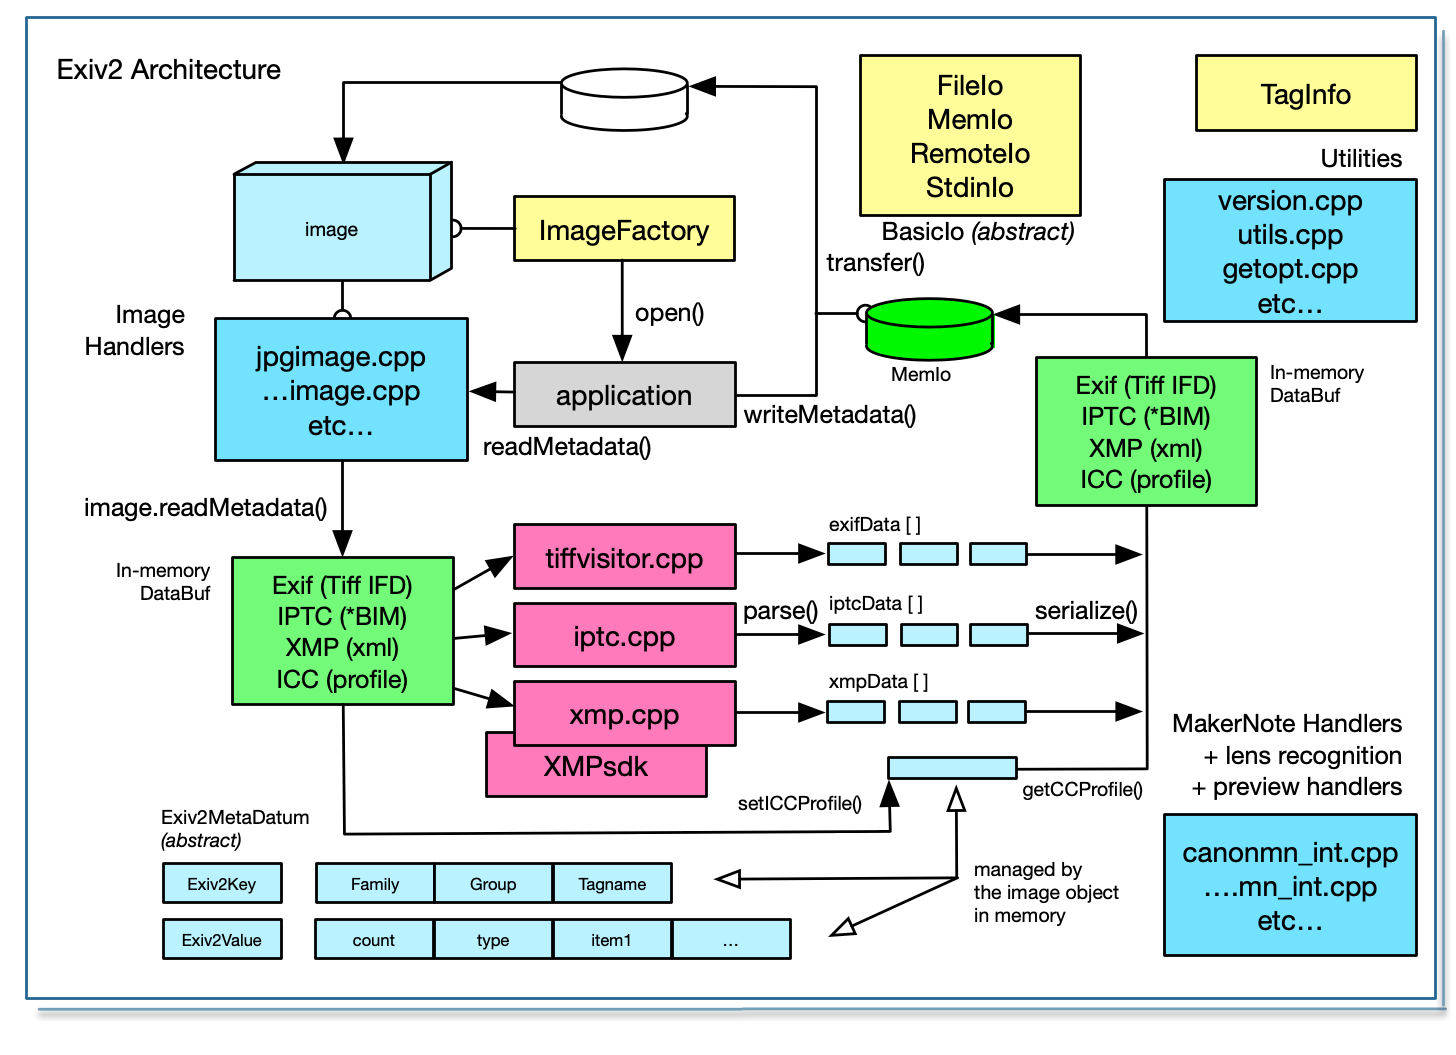 Exiv2 Architecture
FileIo
MemIo
RemoteIo
StdinIo
BasicIo (abstract)
TagInfo
Utilities
version.cpp
utils.cpp
getopt.cpp
etc…
image
ImageFactory
transfer()
open()
Image
Handlers
jpgimage.cpp
…image.cpp
etc…
application
readMetadata()
writeMetadata()
MemIo
Exif (Tiff IFD)
IPTC (*BIM)
XMP (xml)
ICC (profile)
In-memory
DataBuf
image.readMetadata()
In-memory
DataBuf
Exif (Tiff IFD)
IPTC (*BIM)
XMP (xml)
ICC (profile)
tiffvisitor.cpp
iptc.cpp
xmp.cpp
XMPsdk
parse()
exifData [ ]
iptcData [ ]
xmpData [ ]
serialize()
setICCProfile()
getCCProfile()
MakerNote Handlers
+ lens recognition
+ preview handlers
canonmn_int.cpp
….mn_int.cpp
etc…
Exiv2MetaDatum
(abstract)
Exiv2Key
Family
Group
Tagname
Exiv2Value
count
type
item1
…
managed by
the image object
in memory